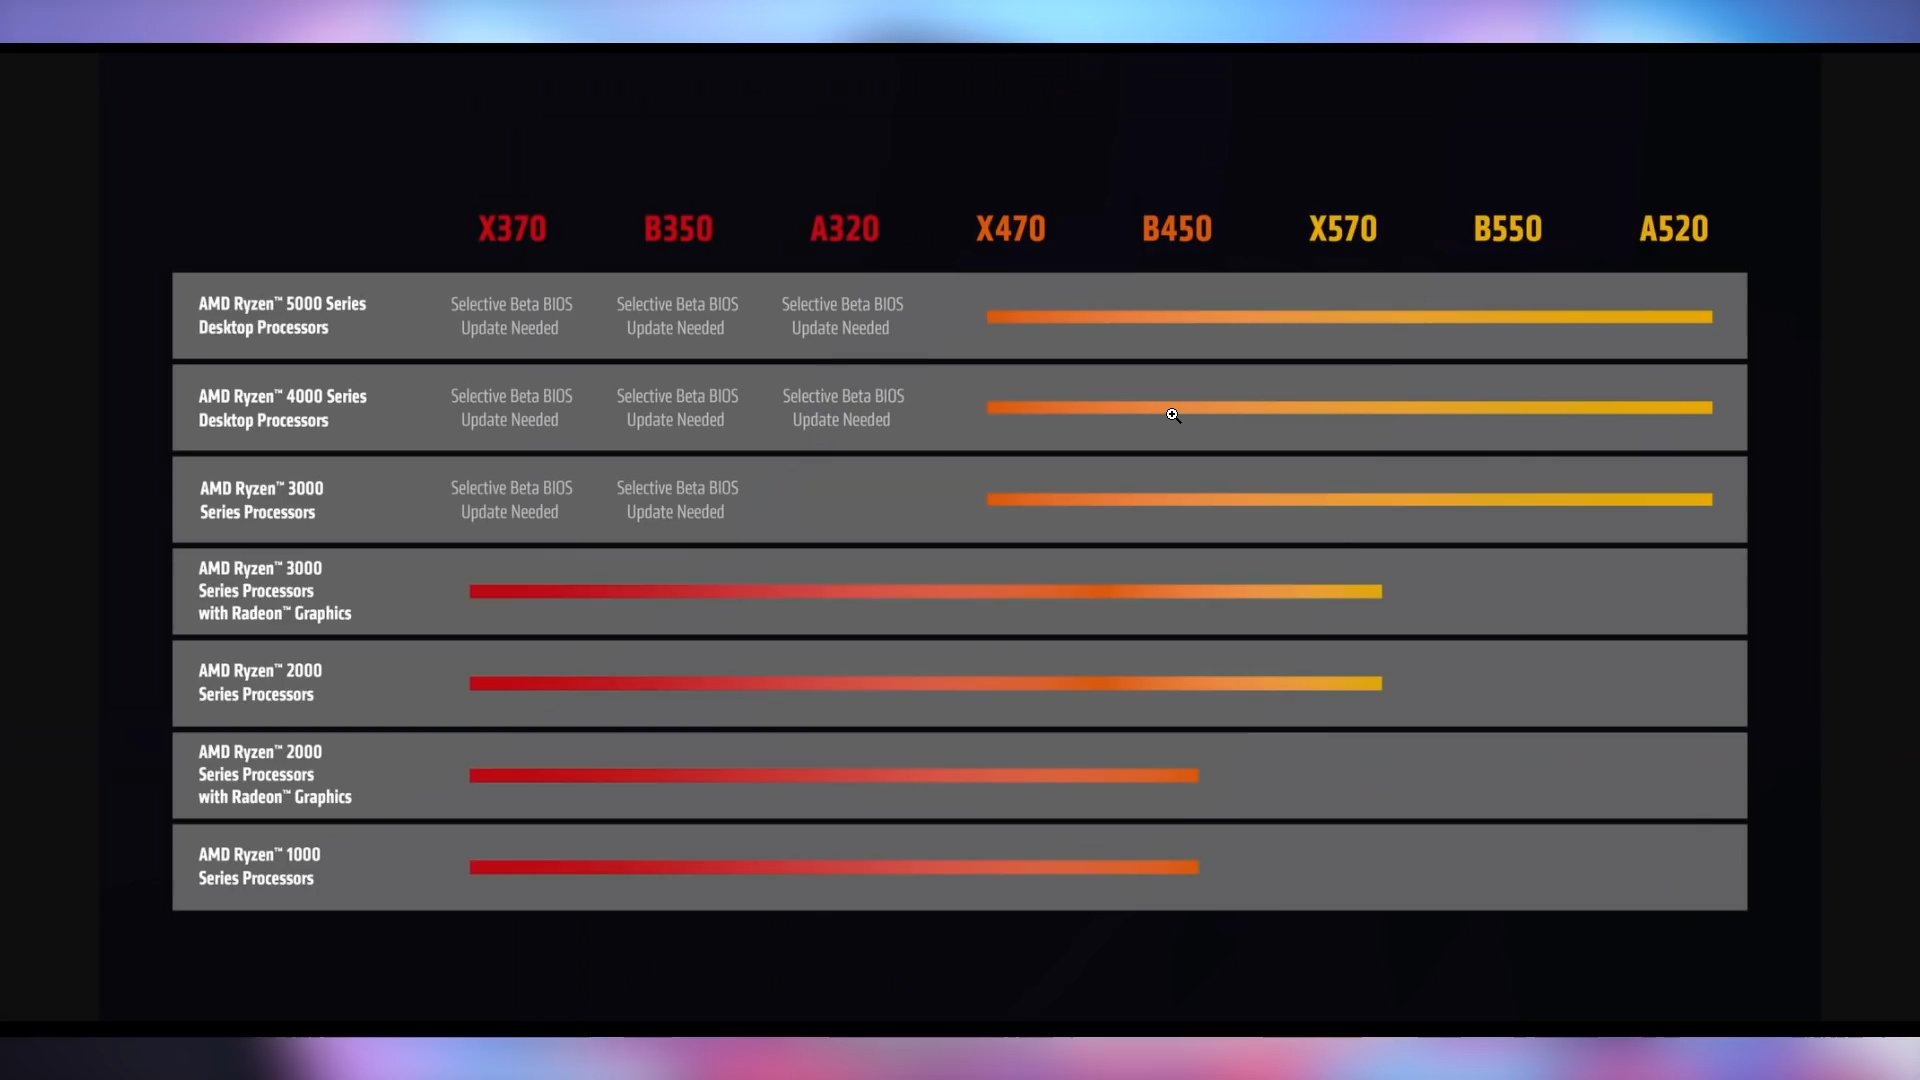 X370 B350 A320 X470 B450 X570 B550 A520
AMD Ryzen™ 5000 Series
Desktop Processors
Selective Beta BIOS
Update Needed
Selective Beta BIOS
Update Needed
Selective Beta BIOS
Update Needed
AMD Ryzen™ 4000 Series
Desktop Processors
Selective Beta BIOS
Update Needed
Selective Beta BIOS
Update Needed
Selective Beta BIOS
Update Needed
AMD Ryzen™ 3000
Series Processors
Selective Beta BIOS
Update Needed
Selective Beta BIOS
Update Needed
AMD Ryzen™ 3000
Series Processors
with Radeon™ Graphics
AMD Ryzen™ 2000
Series Processors
AMD Ryzen™ 2000
Series Processors
with Radeon™ Graphics
AMD Ryzen™ 1000
Series Processors